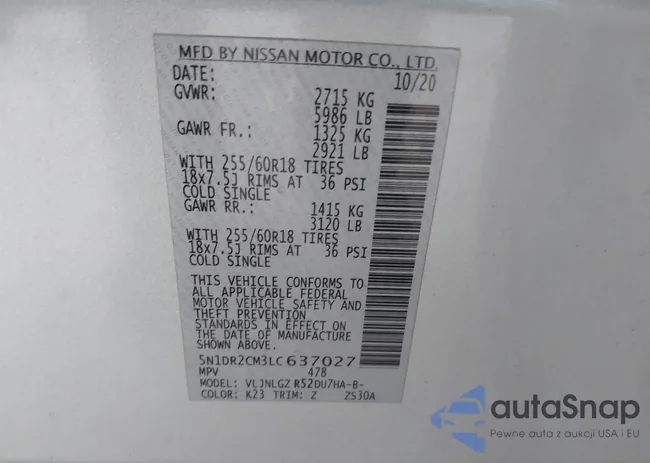 MFD BY NISSAN MOTOR CO., LTD.
DATE: 10/20
GVWR: 2715 KG
5986 LB
GAWR FR.: 1325 KG
2921 LB
WITH 255/60R18 TIRES
18x7.5J RIMS AT 36 PSI
COLD SINGLE
GAWR RR.: 1415 KG
3120 LB
WITH 255/60R18 TIRES
18x7.5J RIMS AT 36 PSI
COLD SINGLE
THIS VEHICLE CONFORMS TO
ALL APPLICABLE FEDERAL
MOTOR VEHICLE SAFETY AND
THEFT PREVENTION
STANDARDS IN EFFECT ON
THE DATE OF MANUFACTURE
SHOWN ABOVE.
5N1DR2CM3LC637027
MPV 478
MODEL: VLJNLGZ R52DU7HA-B-
COLOR: K23 TRIM: Z ZS30A
autaSnap
Pewne auta z aukcji USA i EU